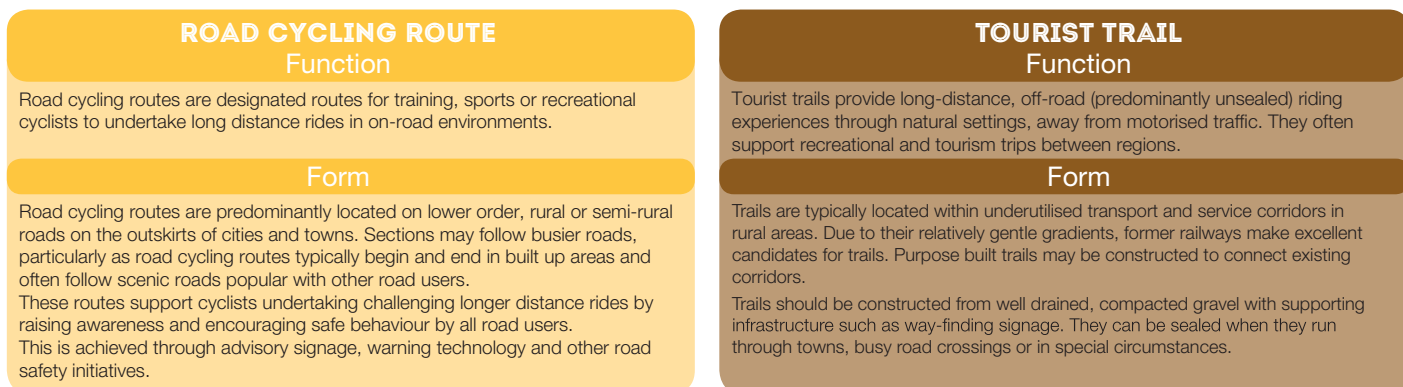 ROAD CYCLING ROUTE
Function
Road cycling routes are designated routes for training, sports or recreational
cyclists to undertake long distance rides in on-road environments.
Form
Road cycling routes are predominantly located on lower order, rural or semi-rural
roads on the outskirts of cities and towns. Sections may follow busier roads,
particularly as road cycling routes typically begin and end in built up areas and
often follow scenic roads popular with other road users.
These routes support cyclists undertaking challenging longer distance rides by
raising awareness and encouraging safe behaviour by all road users.
This is achieved through advisory signage, warning technology and other road
safety initiatives.
TOURIST TRAIL
Function
Tourist trails provide long-distance, off-road (predominantly unsealed) riding
experiences through natural settings, away from motorised traffic. They often
support recreational and tourism trips between regions.
Form
Trails are typically located within underutilised transport and service corridors in
rural areas. Due to their relatively gentle gradients, former railways make excellent
candidates for trails. Purpose built trails may be constructed to connect existing
corridors.
Trails should be constructed from well drained, compacted gravel with supporting
infrastructure such as way-finding signage. They can be sealed when they run
through towns, busy road crossings or in special circumstances.